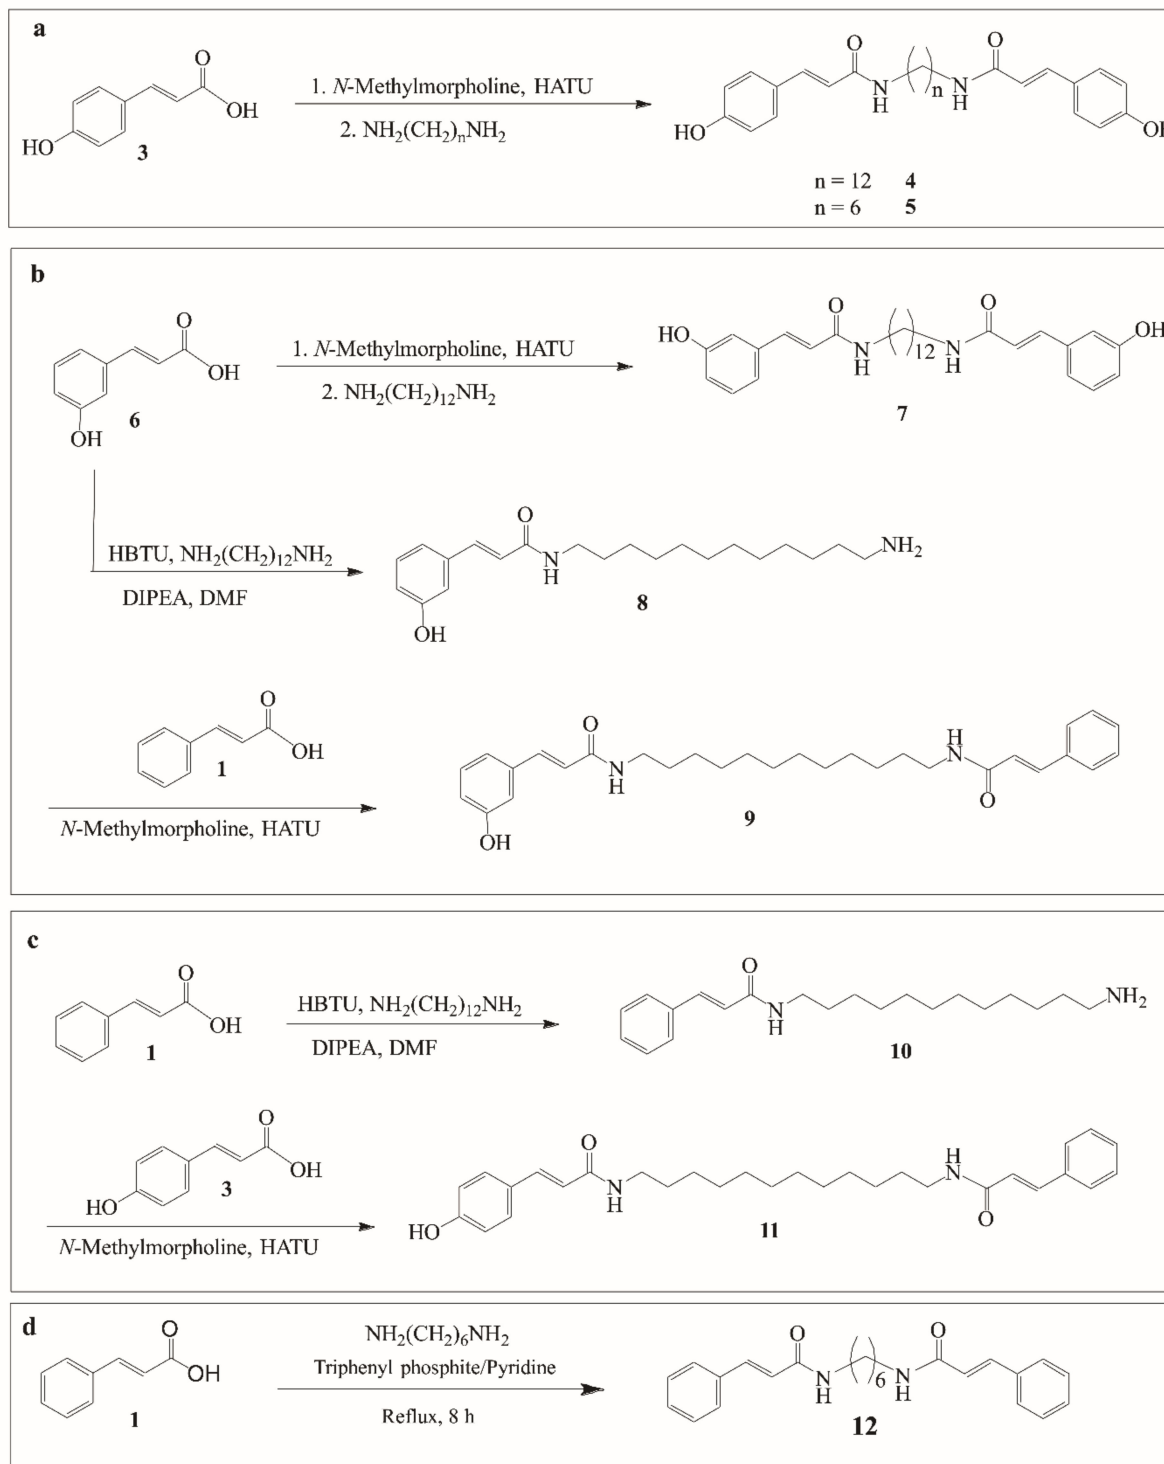 a
O
OH
HO
3
1. N-Methylmorpholine, HATU
2. NH2(CH2)nNH2
O
N
H
n
N
H
O
HO
OH
n = 12 4
n = 6 5
b
O
OH
OH
6
1. N-Methylmorpholine, HATU
2. NH2(CH2)12NH2
HO
O
N
H
12
N
H
O
OH
7
HBTU, NH2(CH2)12NH2
DIPEA, DMF
O
N
H
NH2
OH
8
O
OH
1
N-Methylmorpholine, HATU
O
N
H
OH
H
N
O
9
c
O
OH
1
HBTU, NH2(CH2)12NH2
DIPEA, DMF
O
N
H
NH2
10
O
OH
HO
3
N-Methylmorpholine, HATU
O
N
H
HO
H
N
O
11
d
O
OH
1
NH2(CH2)6NH2
Triphenyl phosphite/Pyridine
Reflux, 8 h
O
N
H
6
N
H
O
12